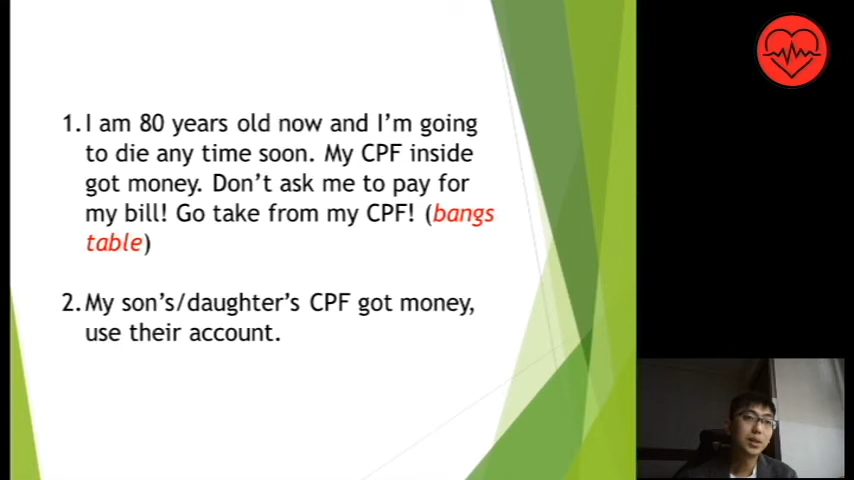 1. I am 80 years old now and I'm going
to die any time soon. My CPF inside
got money. Don't ask me to pay for
my bill! Go take from my CPF! (bangs
table)
2. My son's/daughter's CPF got money,
use their account.